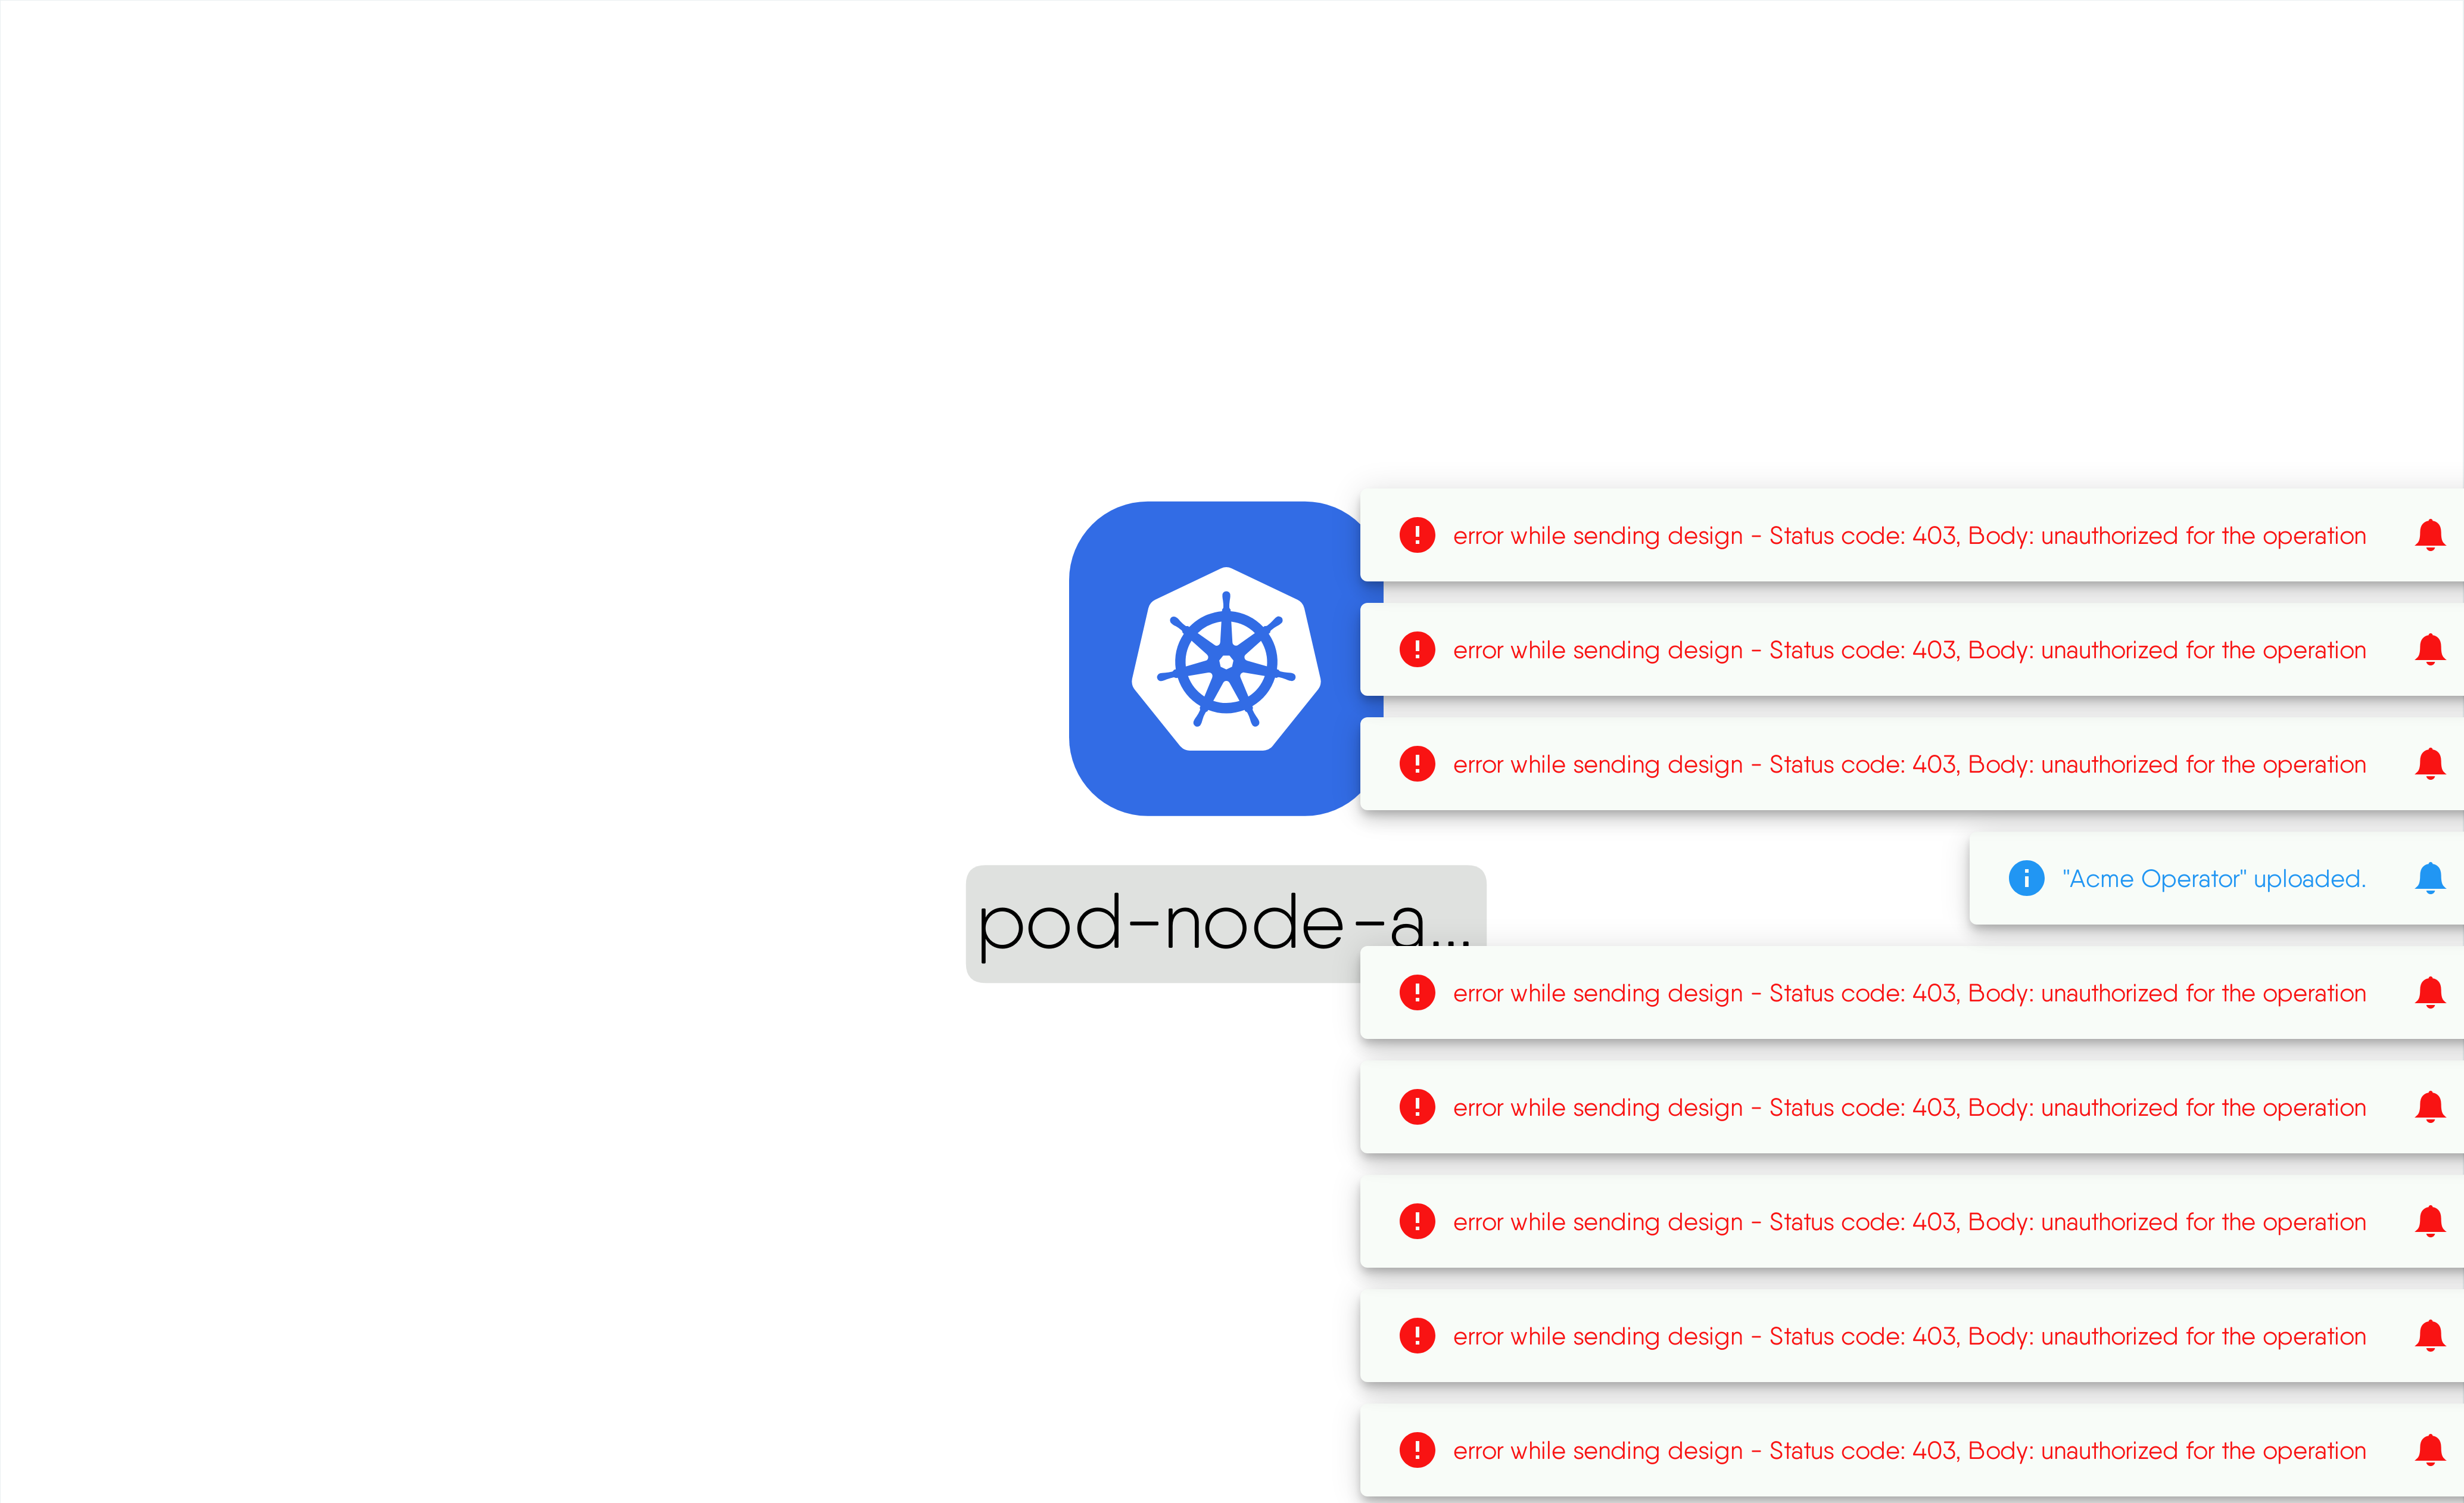 error while sending design - Status code: 403, Body: unauthorized for the operation
error while sending design - Status code: 403, Body: unauthorized for the operation
error while sending design - Status code: 403, Body: unauthorized for the operation
"Acme Operator" uploaded.
pod-node-a...
error while sending design - Status code: 403, Body: unauthorized for the operation
error while sending design - Status code: 403, Body: unauthorized for the operation
error while sending design - Status code: 403, Body: unauthorized for the operation
error while sending design - Status code: 403, Body: unauthorized for the operation
error while sending design - Status code: 403, Body: unauthorized for the operation